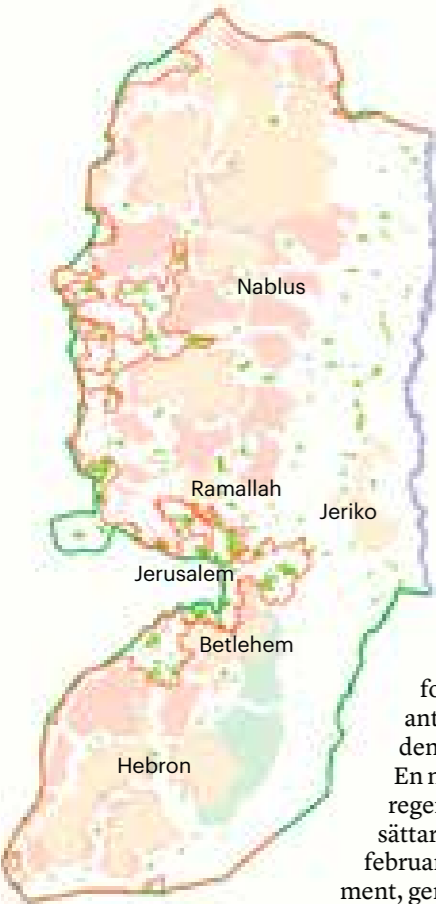 Nablus
Ramallah
Jeriko
Jerusalem
Betlehem
Hebron
fo
ant
den
En n
reger
sättar
februar
ment, ger